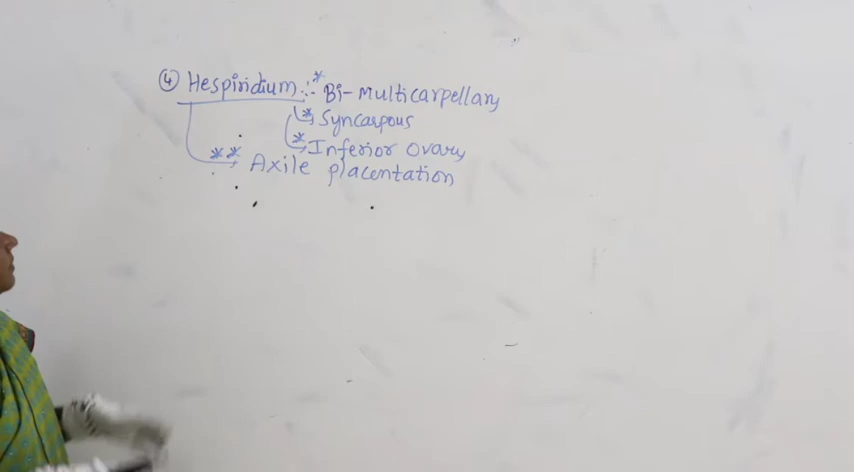 ④ Hespiridium :- * Bi-Multicarpellary
* Syncarpous
* Inferior Ovary
** Axile placentation